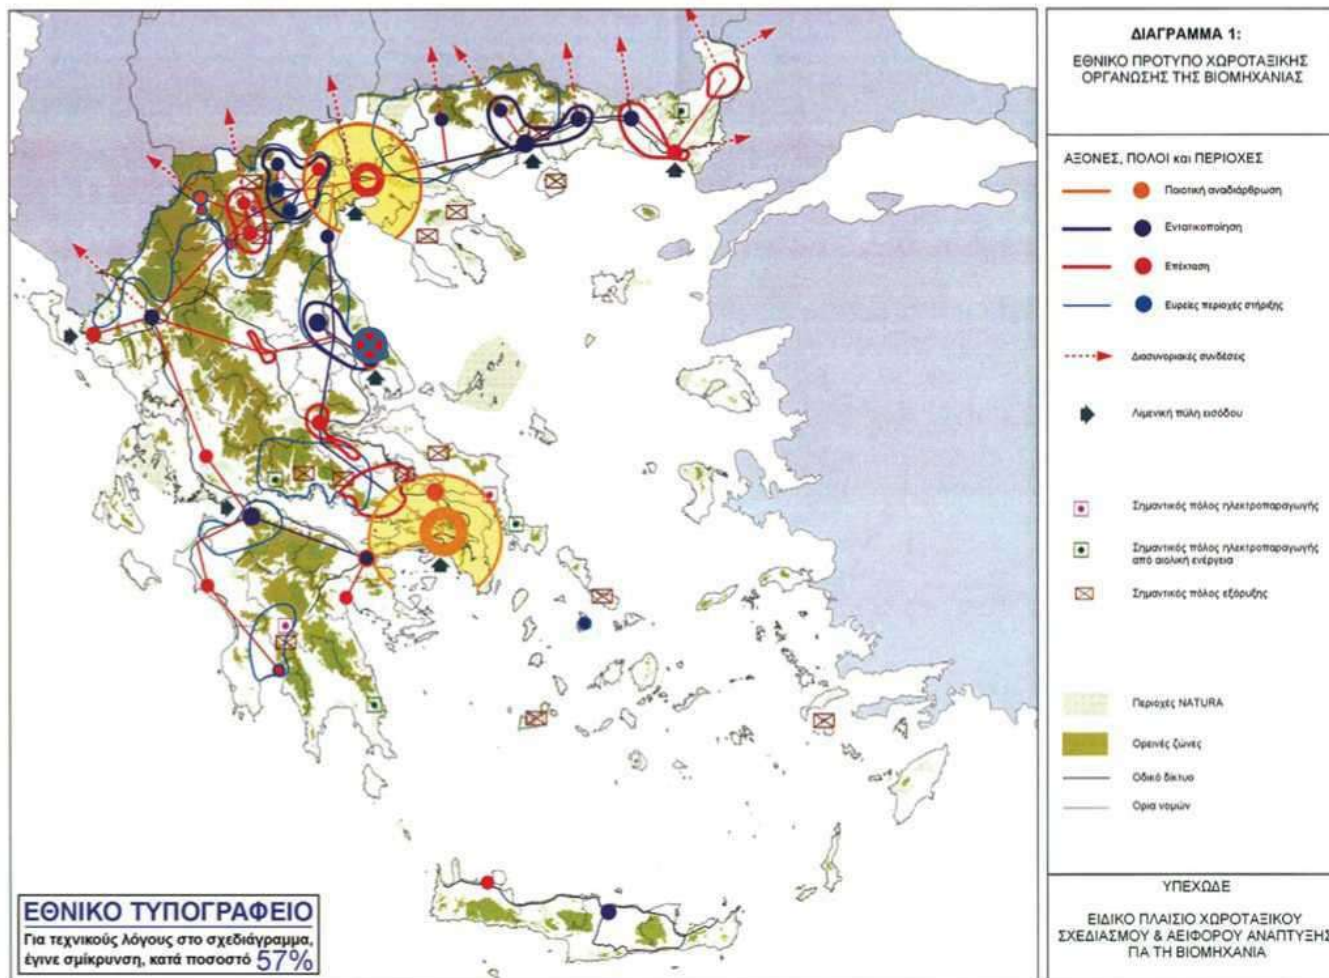 ΔΙΑΓΡΑΜΜΑ 1:
ΕΘΝΙΚΟ ΠΡΟΤΥΠΟ ΧΩΡΟΤΑΞΙΚΗΣ
ΟΡΓΑΝΩΣΗΣ ΤΗΣ ΒΙΟΜΗΧΑΝΙΑΣ
ΑΞΟΝΕΣ, ΠΟΛΟΙ και ΠΕΡΙΟΧΕΣ
Ποιοτική αναδιάρθρωση
Εντατικοποίηση
Επέκταση
Ευρείες περιοχές στήριξης
Διασυνοριακές συνδέσεις
Λιμενική πύλη εισόδου
Σημαντικός πόλος ηλεκτροπαραγωγής
Σημαντικός πόλος ηλεκτροπαραγωγής
από αιολική ενέργεια
Σημαντικός πόλος εξόρυξης
Περιοχές NATURA
Ορεινές ζώνες
Οδικό δίκτυο
Ορια νομών
ΥΠΕΧΩΔΕ
ΕΙΔΙΚΟ ΠΛΑΙΣΙΟ ΧΩΡΟΤΑΞΙΚΟΥ
ΣΧΕΔΙΑΣΜΟΥ & ΑΕΙΦΟΡΟΥ ΑΝΑΠΤΥΞΗΣ
ΓΙΑ ΤΗ ΒΙΟΜΗΧΑΝΙΑ
ΕΘΝΙΚΟ ΤΥΠΟΓΡΑΦΕΙΟ
Για τεχνικούς λόγους στο σχεδιάγραμμα,
έγινε σμίκρυνση, κατά ποσοστό 57%